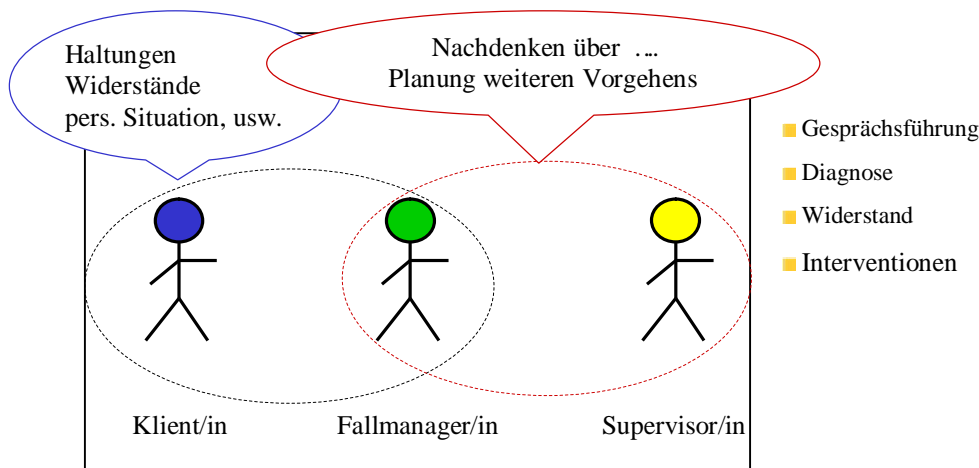 Haltungen
Widerstände
pers. Situation, usw.
Nachdenken über ....
Planung weiteren Vorgehens
Gesprächsführung
Diagnose
Widerstand
Interventionen
Klient/in
Fallmanager/in
Supervisor/in